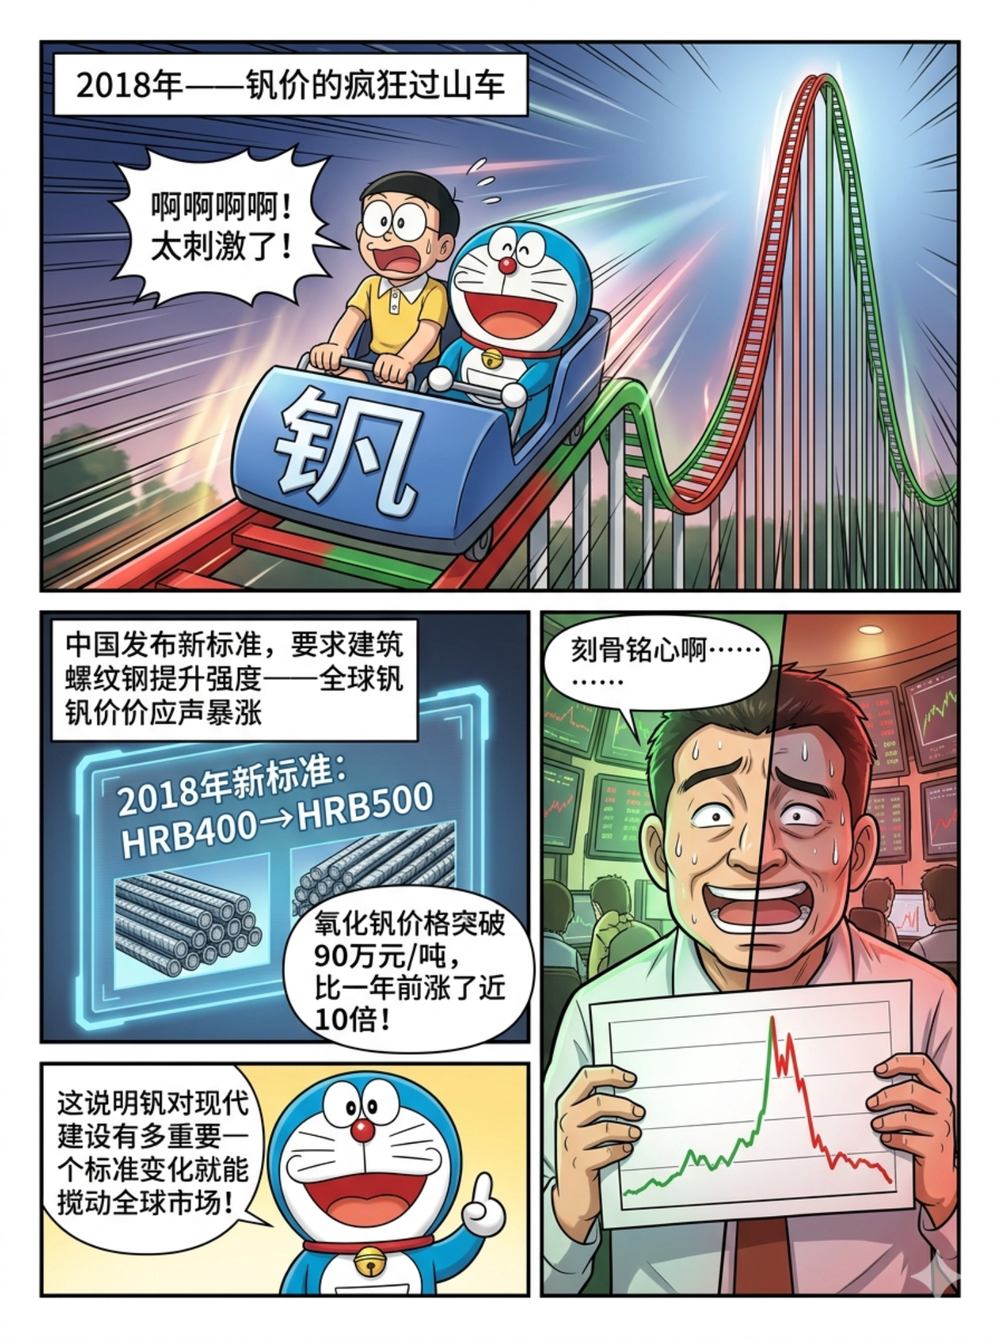 2018年——钒价的疯狂过山车
啊啊啊啊！
太刺激了！
钒
中国发布新标准，要求建筑
螺纹钢提升强度——全球钒
钒价价应声暴涨
2018年新标准：
HRB400→HRB500
氧化钒价格突破
90万元/吨，
比一年前涨了近
10倍！
刻骨铭心啊……
……
这说明钒对现代
建设有多重要—
个标准变化就能
搅动全球市场！